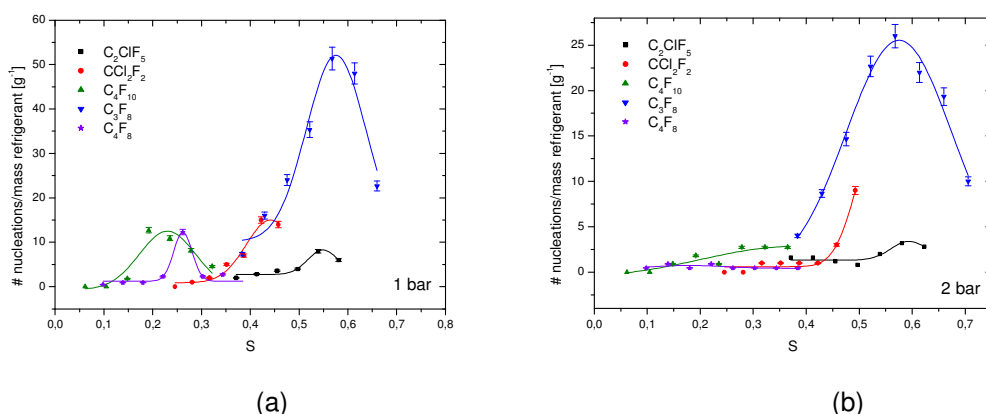 60
50
40
30
20
10
0
# nucleations/mass refrigerant [g⁻¹]
C₂ClF₅
CCl₂F₂
C₄F₁₀
C₃F₈
C₄F₈
1 bar
0,0 0,1 0,2 0,3 0,4 0,5 0,6 0,7 0,8
S
(a)
25
20
15
10
5
0
# nucleations/mass refrigerant [g⁻¹]
C₂ClF₅
CCl₂F₂
C₄F₁₀
C₃F₈
C₄F₈
2 bar
0,0 0,1 0,2 0,3 0,4 0,5 0,6 0,7
S
(b)